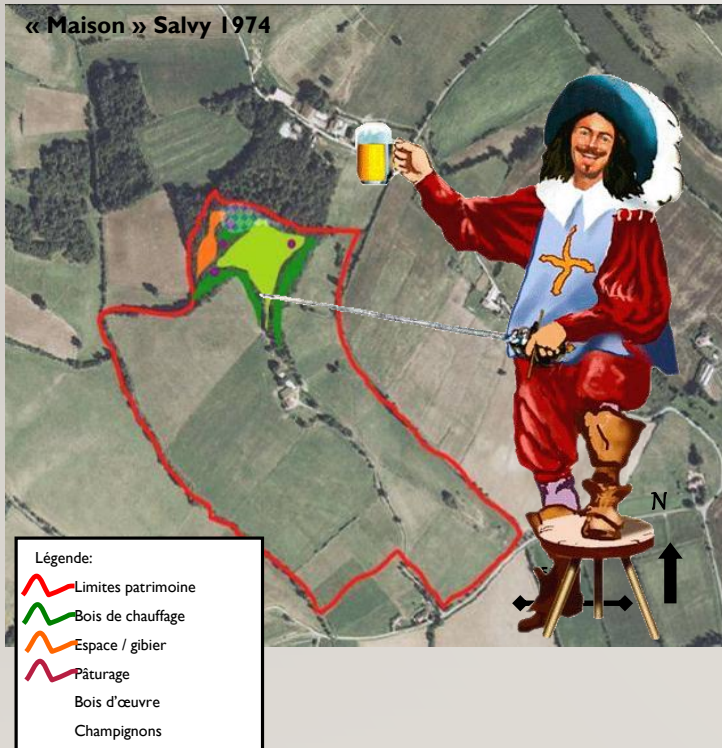 « Maison » Salvy 1974
N
Légende:
Limites patrimoine
Bois de chauffage
Espace / gibier
Pâturage
Bois d'œuvre
Champignons